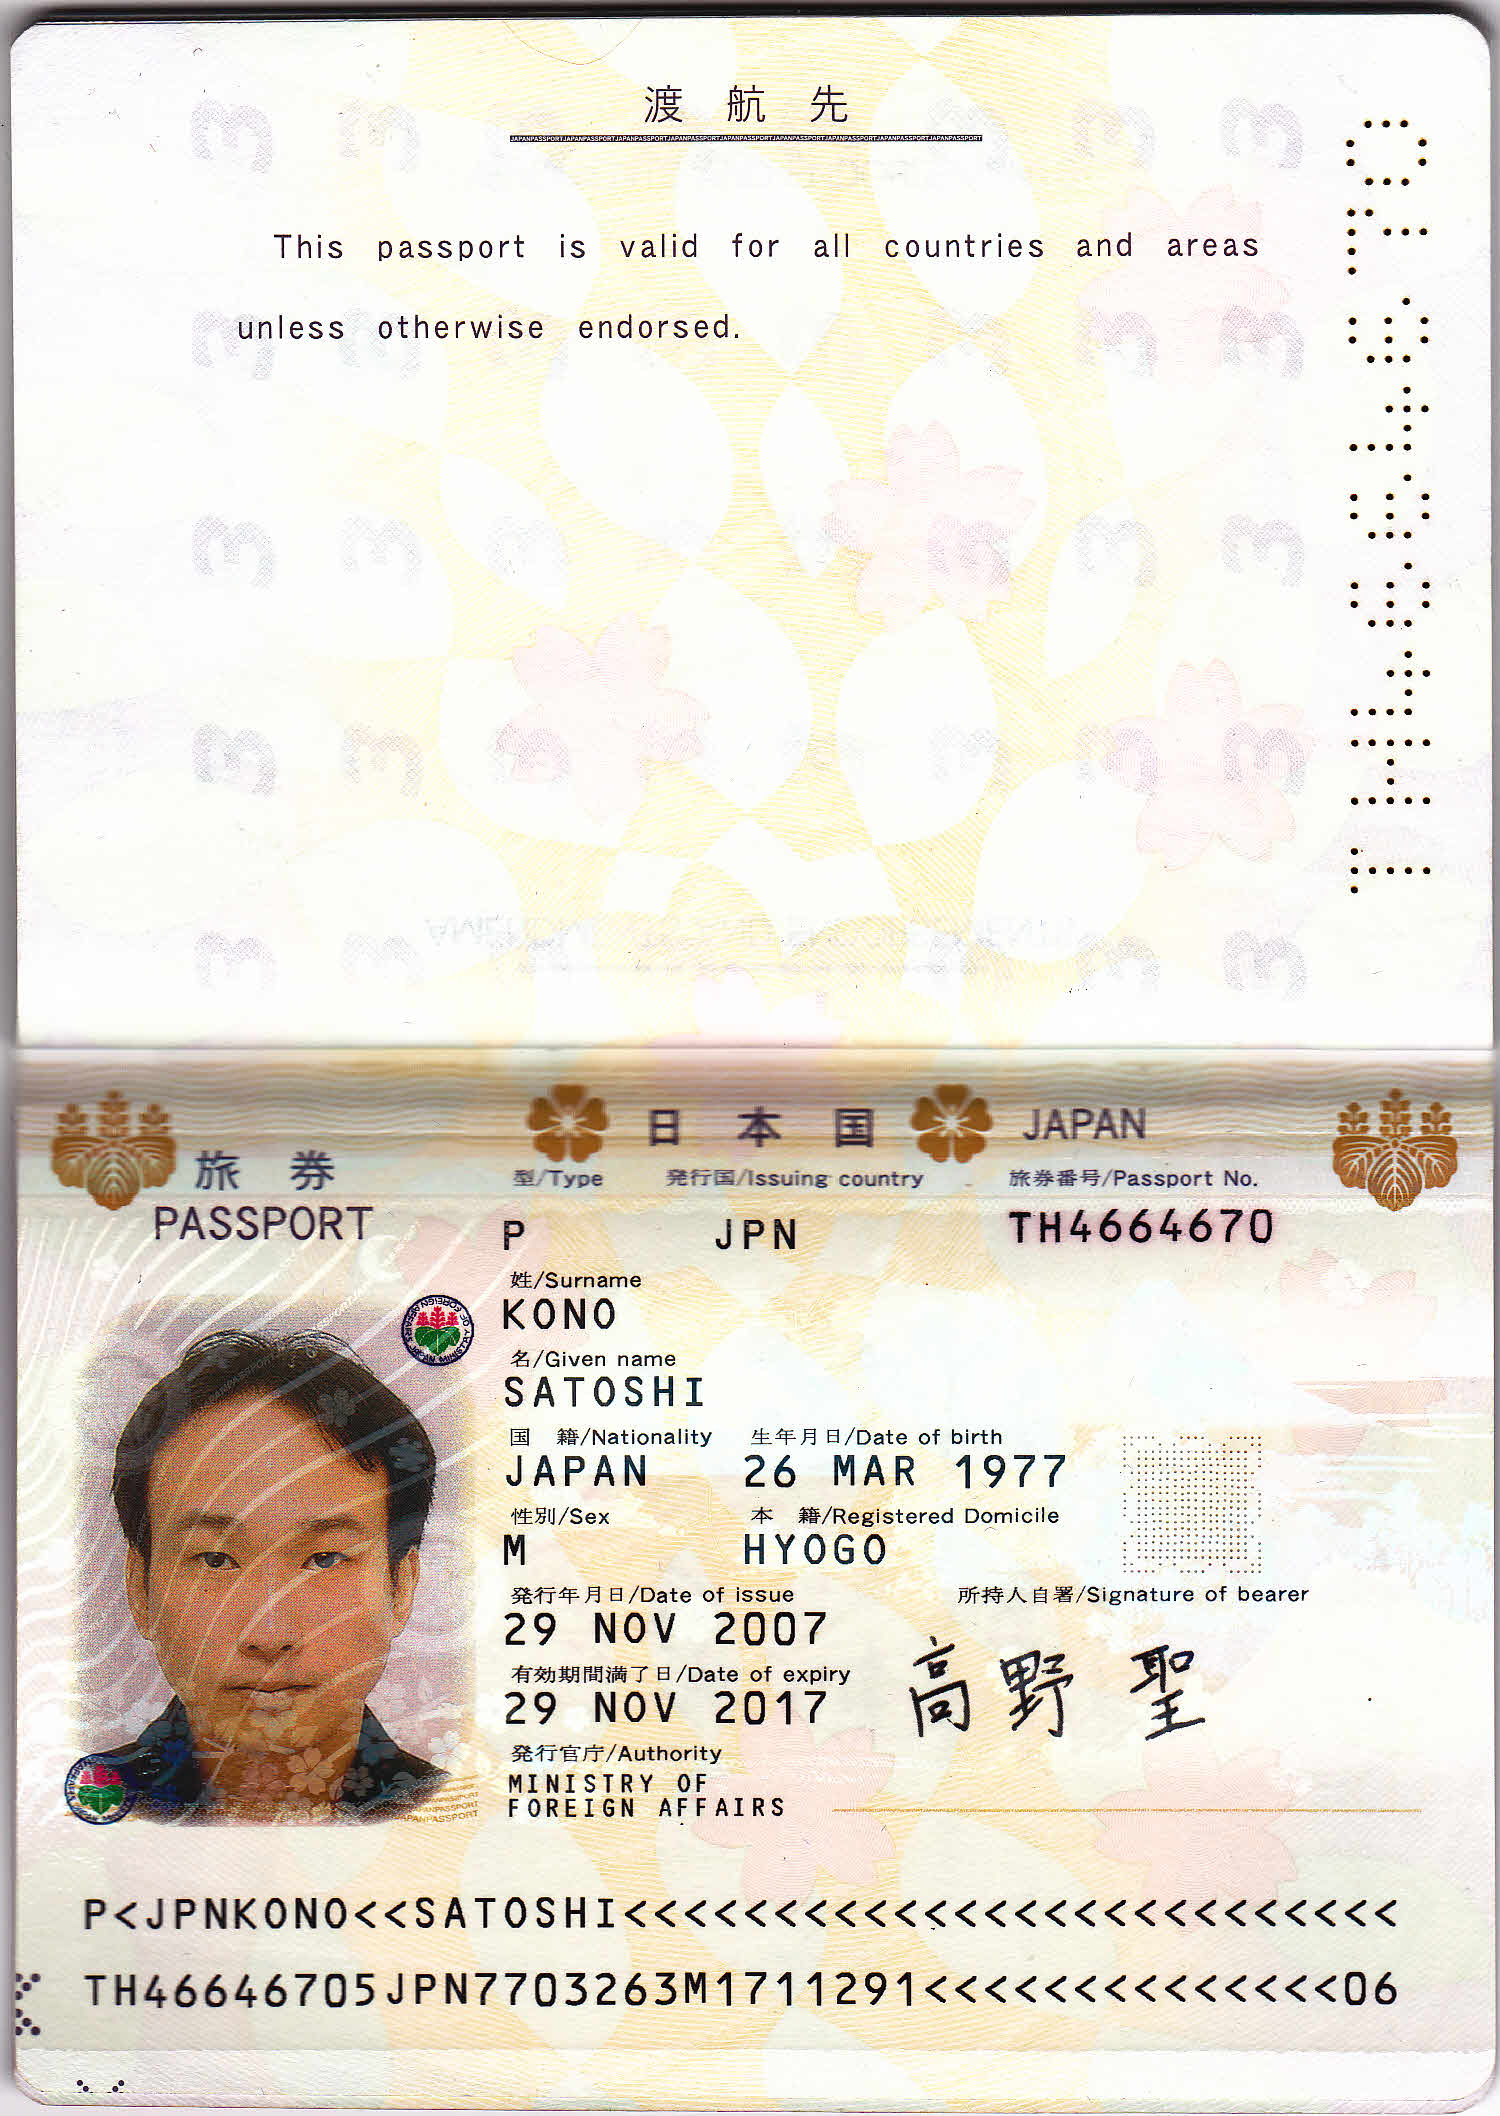 渡航先
JAPANPASSPORTJAPANPASSPORTJAPANPASSPORTJAPANPASSPORTJAPANPASSPORTJAPANPASSPORTJAPANPASSPORTJAPANPASSPORTJAPANPASSPORT
This passport is valid for all countries and areas
unless otherwise endorsed.
TH4664670
日本国 JAPAN
旅券
PASSPORT
型/Type 発行国/Issuing country 旅券番号/Passport No.
P JPN TH4664670
姓/Surname
KONO
名/Given name
SATOSHI
国 籍/Nationality 生年月日/Date of birth
JAPAN 26 MAR 1977
性別/Sex 本 籍/Registered Domicile
M HYOGO
発行年月日/Date of issue 所持人自署/Signature of bearer
29 NOV 2007
高野 聖
有効期間満了日/Date of expiry
29 NOV 2017
発行官庁/Authority
MINISTRY OF
FOREIGN AFFAIRS
P<JPNKONO<<SATOSHI<<<<<<<<<<<<<<<<<<<<<<<<<<
TH46646705JPN7703263M1711291<<<<<<<<<<<<<<06